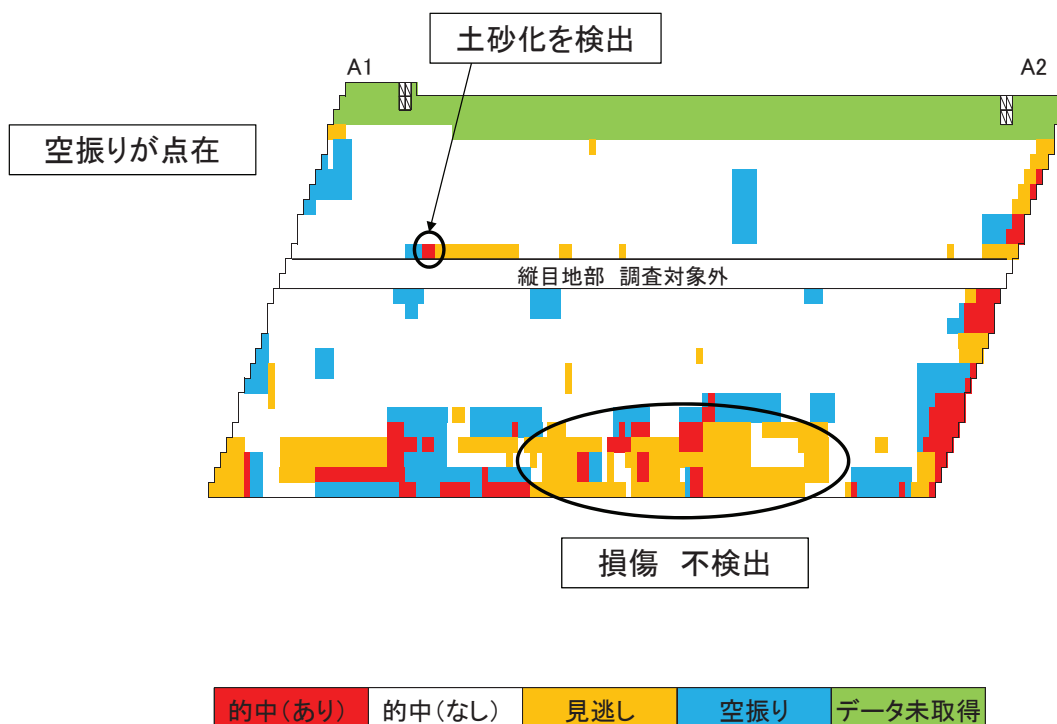 土砂化を検出
A1
A2
空振りが点在
縦目地部 調査対象外
損傷 不検出
的中(あり)
的中(なし)
見逃し
空振り
データ未取得